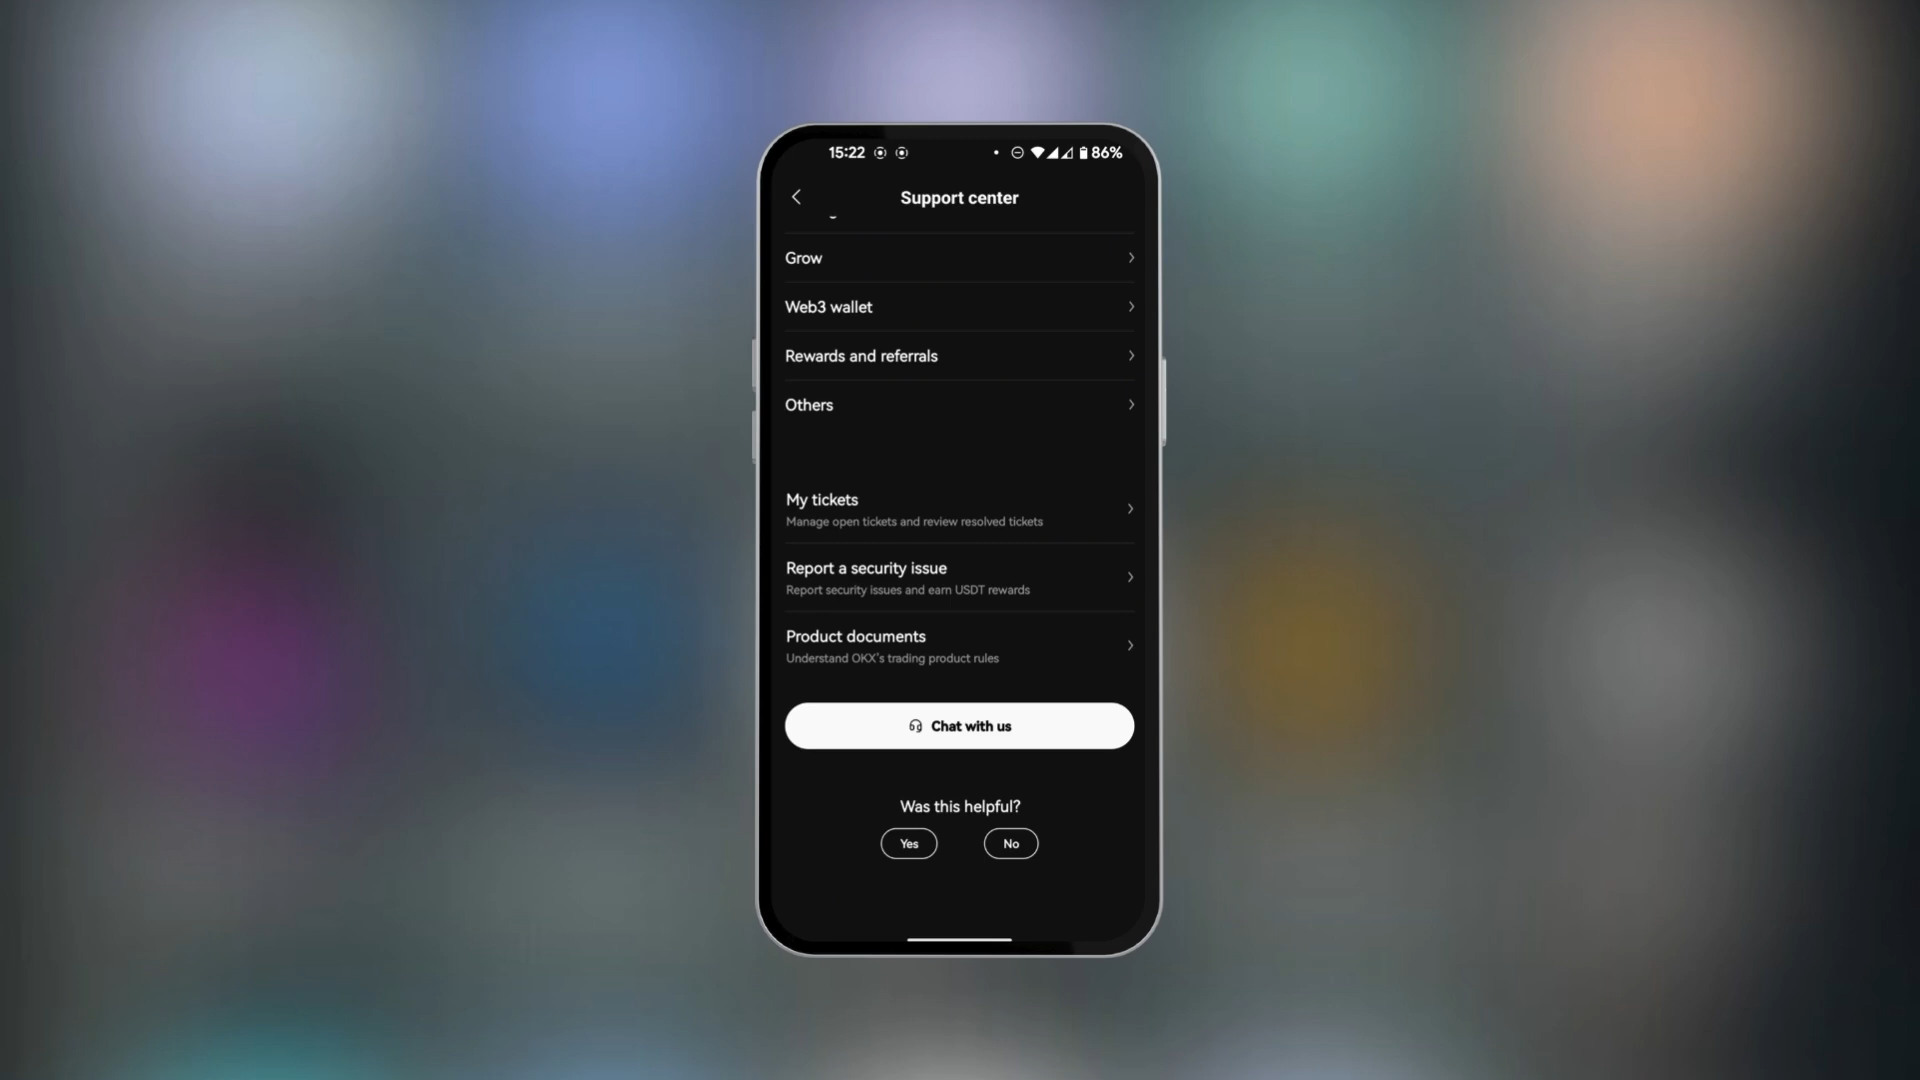 15:22
86%
Support center
Grow
Web3 wallet
Rewards and referrals
Others
My tickets
Manage open tickets and review resolved tickets
Report a security issue
Report security issues and earn USDT rewards
Product documents
Understand OKX's trading product rules
Chat with us
Was this helpful?
Yes
No